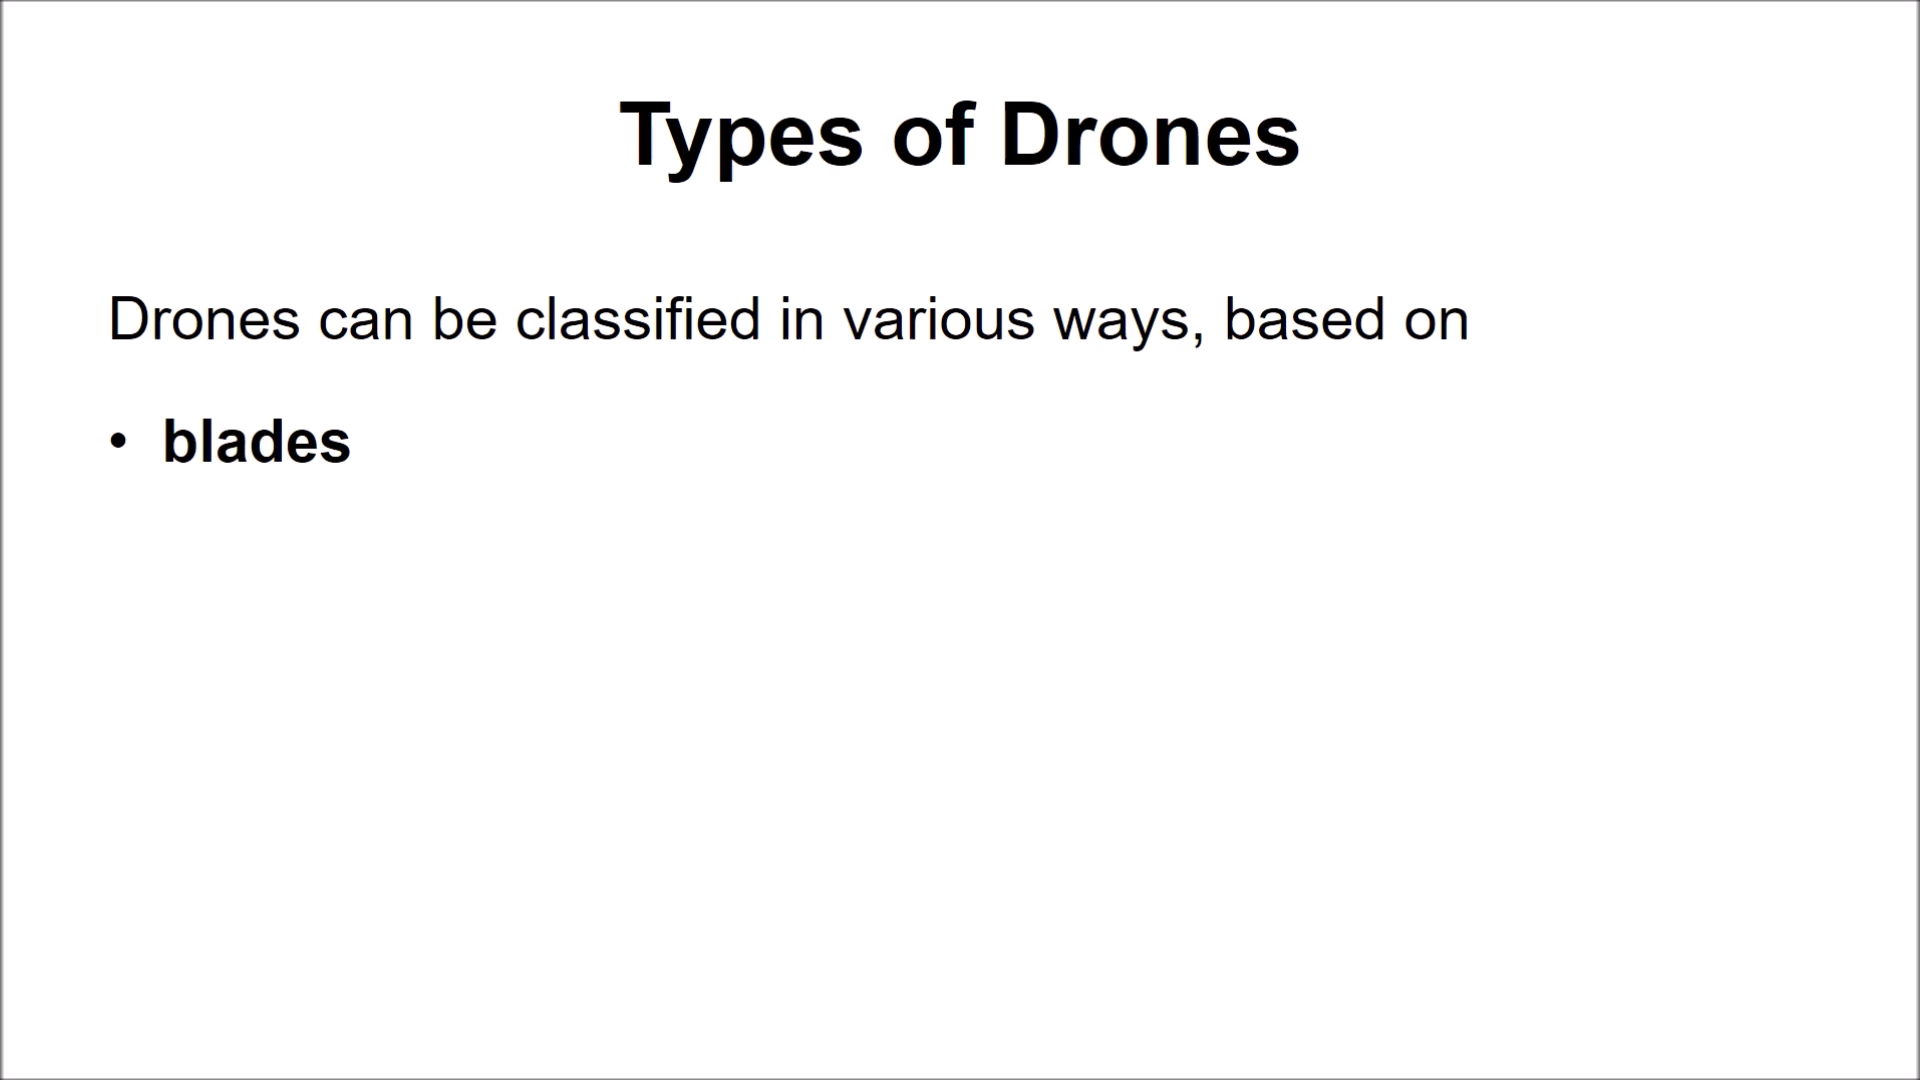 Types of Drones
Drones can be classified in various ways, based on
• blades